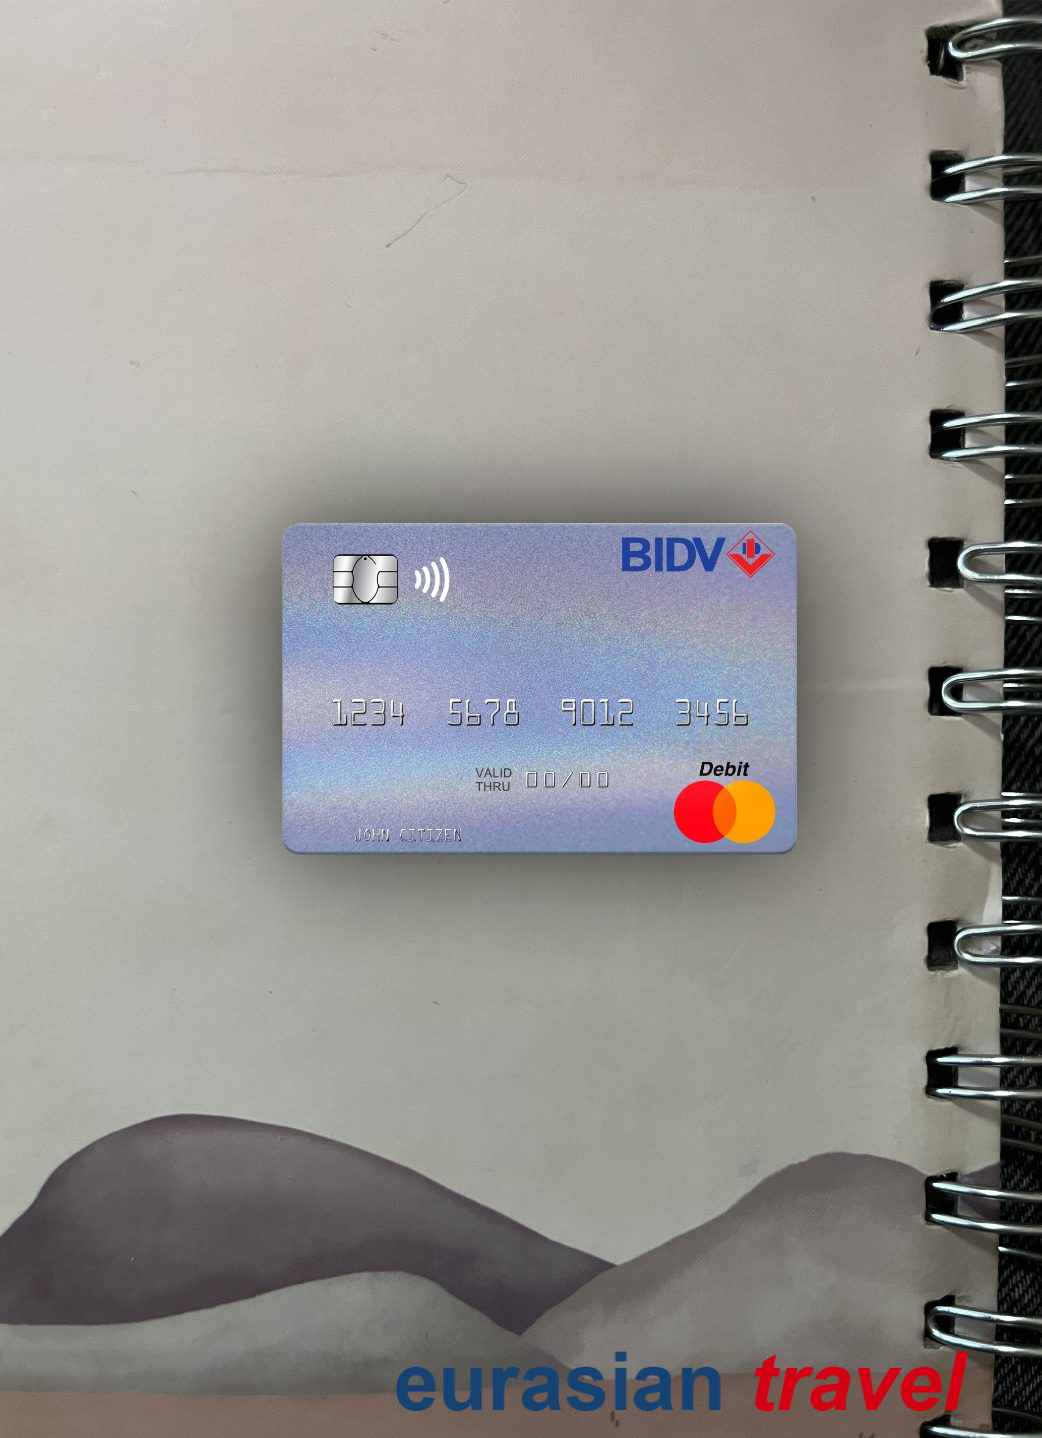 BIDV
1234 5678 9012 3456
Debit
VALID
THRU 00/00
JOHN CITIZEN
eurasian travel